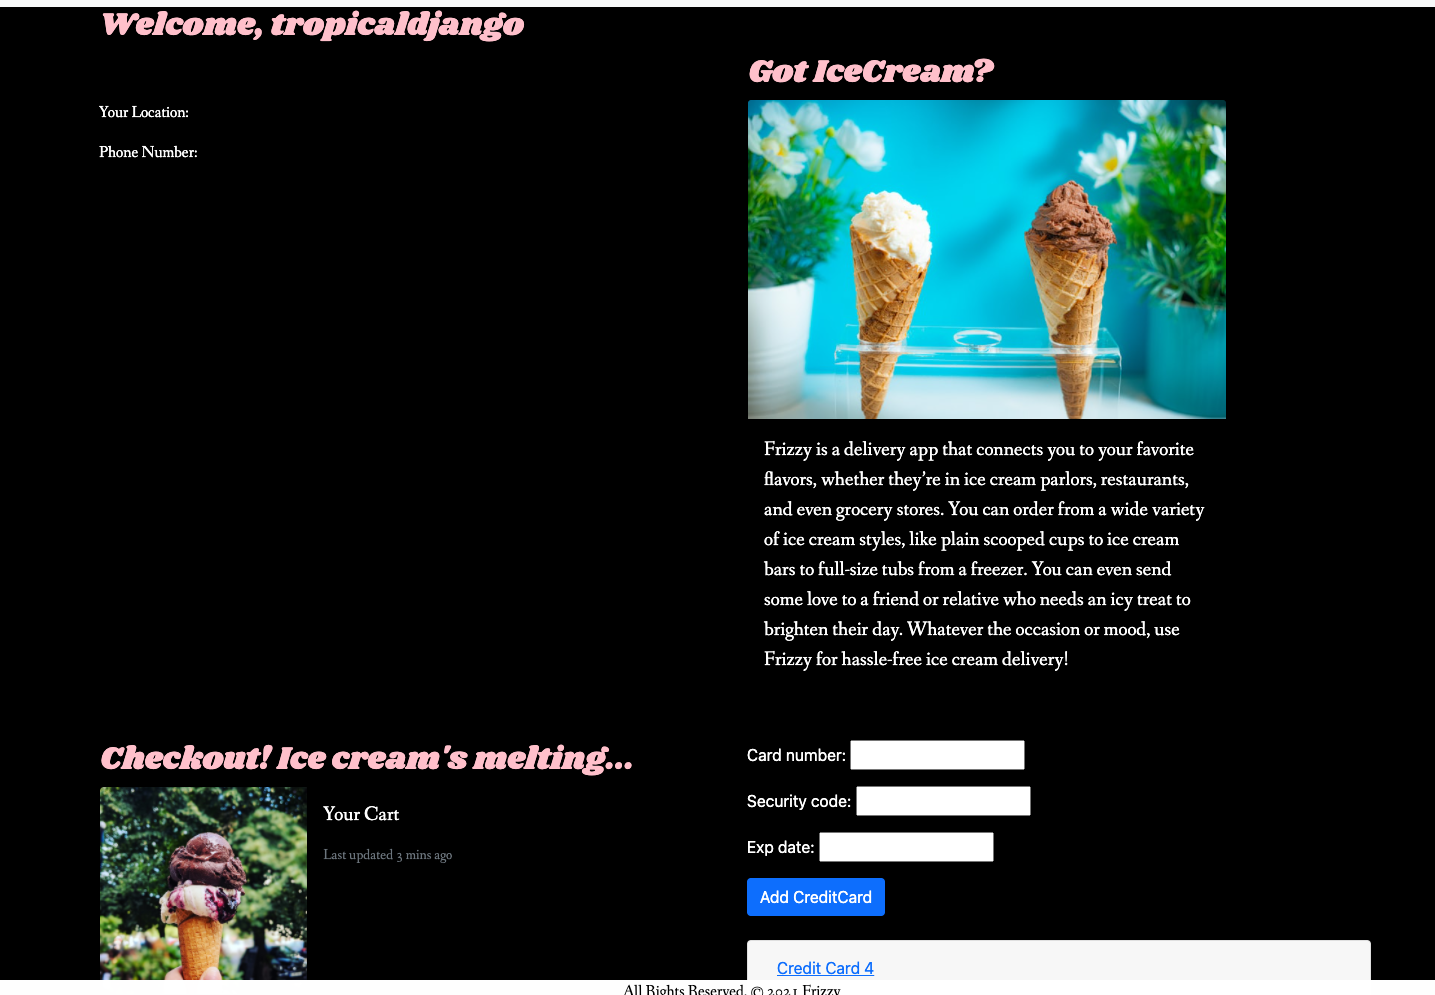 Welcome, tropicaldjango
Your Location:
Phone Number:
Got IceCream?
Frizzy is a delivery app that connects you to your favorite
flavors, whether they're in ice cream parlors, restaurants,
and even grocery stores. You can order from a wide variety
of ice cream styles, like plain scooped cups to ice cream
bars to full-size tubs from a freezer. You can even send
some love to a friend or relative who needs an icy treat to
brighten their day. Whatever the occasion or mood, use
Frizzy for hassle-free ice cream delivery!
Checkout! Ice cream's melting...
Your Cart
Last updated 3 mins ago
Card number:
Security code:
Exp date:
Add CreditCard
Credit Card 4
All Rights Reserved. © 2021 Frizzy